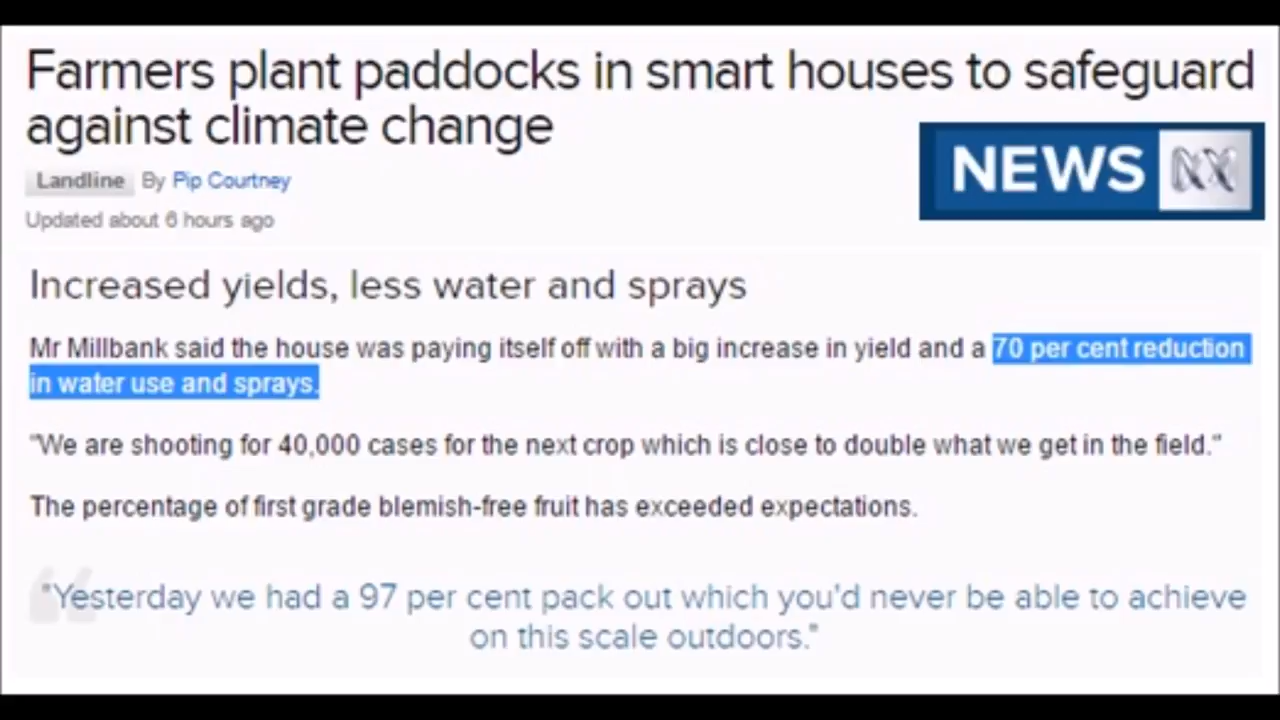 Farmers plant paddocks in smart houses to safeguard
against climate change
NEWS
Landline By Pip Courtney
Updated about 6 hours ago
Increased yields, less water and sprays
Mr Millbank said the house was paying itself off with a big increase in yield and a 70 per cent reduction
in water use and sprays.
"We are shooting for 40,000 cases for the next crop which is close to double what we get in the field."
The percentage of first grade blemish-free fruit has exceeded expectations.
"Yesterday we had a 97 per cent pack out which you'd never be able to achieve
on this scale outdoors."